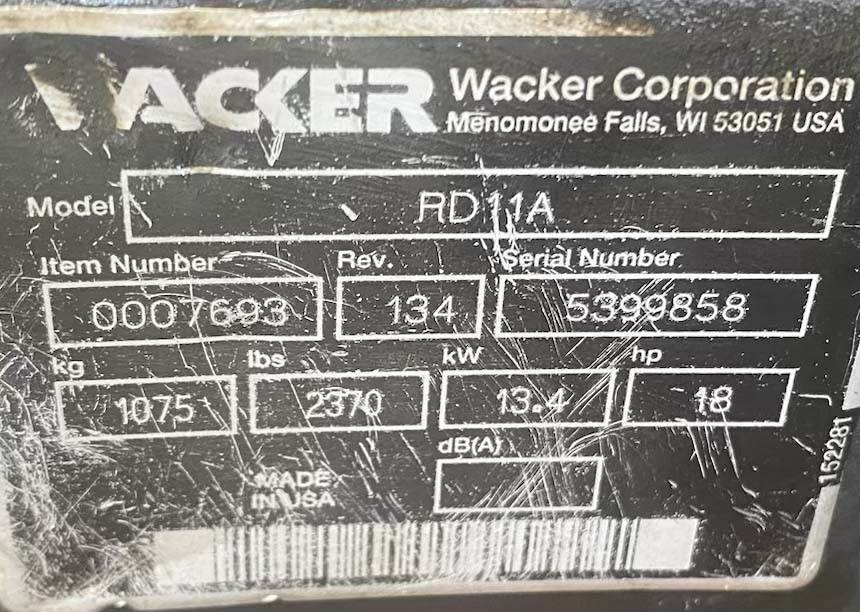 WACKER Wacker Corporation
Menomonee Falls, WI 53051 USA
Model RD11A
Item Number Rev. Serial Number
0007693 134 5399858
kg lbs kW hp
1075 2370 13.4 18
dB(A)
MADE
IN USA
152281